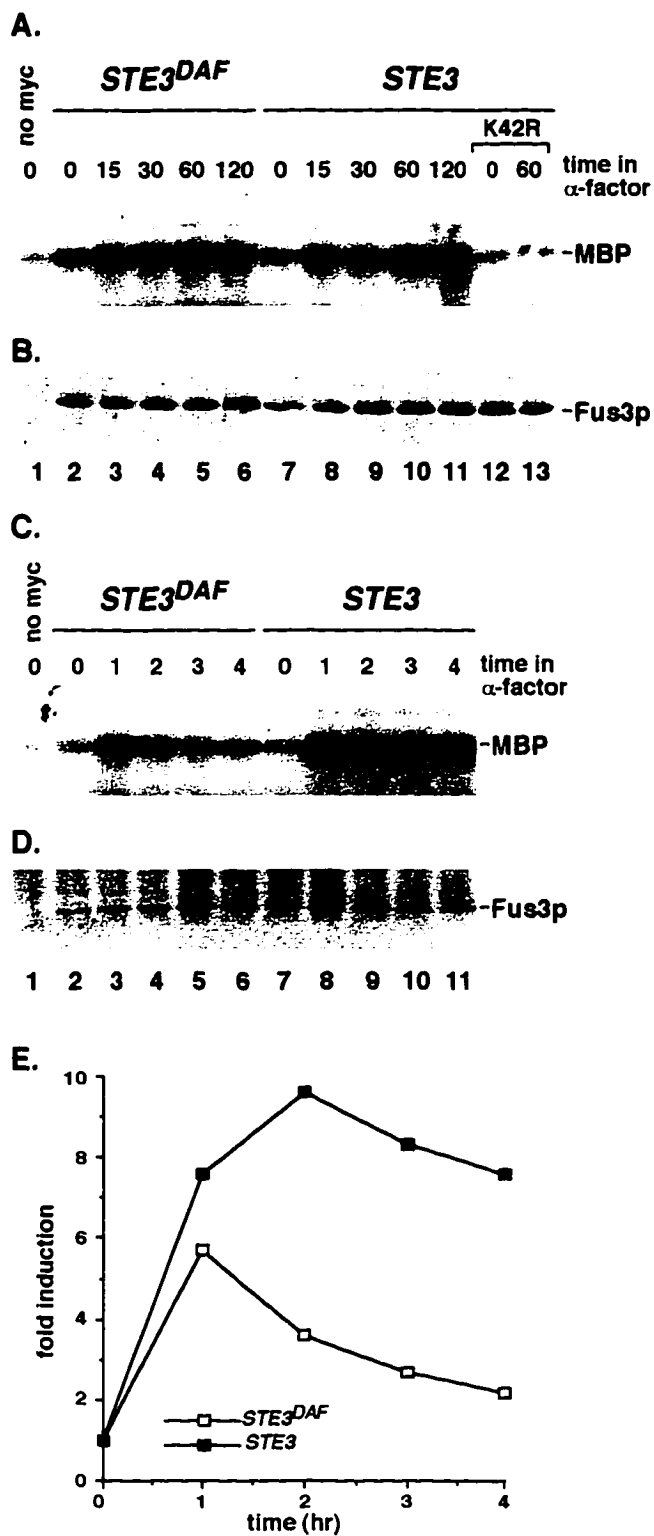 A.
STE3DAF STE3
no myc
K42R
0 0 15 30 60 120 0 15 30 60 120 0 60 time in
α-factor
-MBP
B.
-Fus3p
1 2 3 4 5 6 7 8 9 10 11 12 13
C.
no myc
STE3DAF STE3
0 0 1 2 3 4 0 1 2 3 4 time in
α-factor
-MBP
D.
-Fus3p
1 2 3 4 5 6 7 8 9 10 11
E.
10
8
6
4
2
0
fold induction
STE3DAF
STE3
0 1 2 3 4
time (hr)